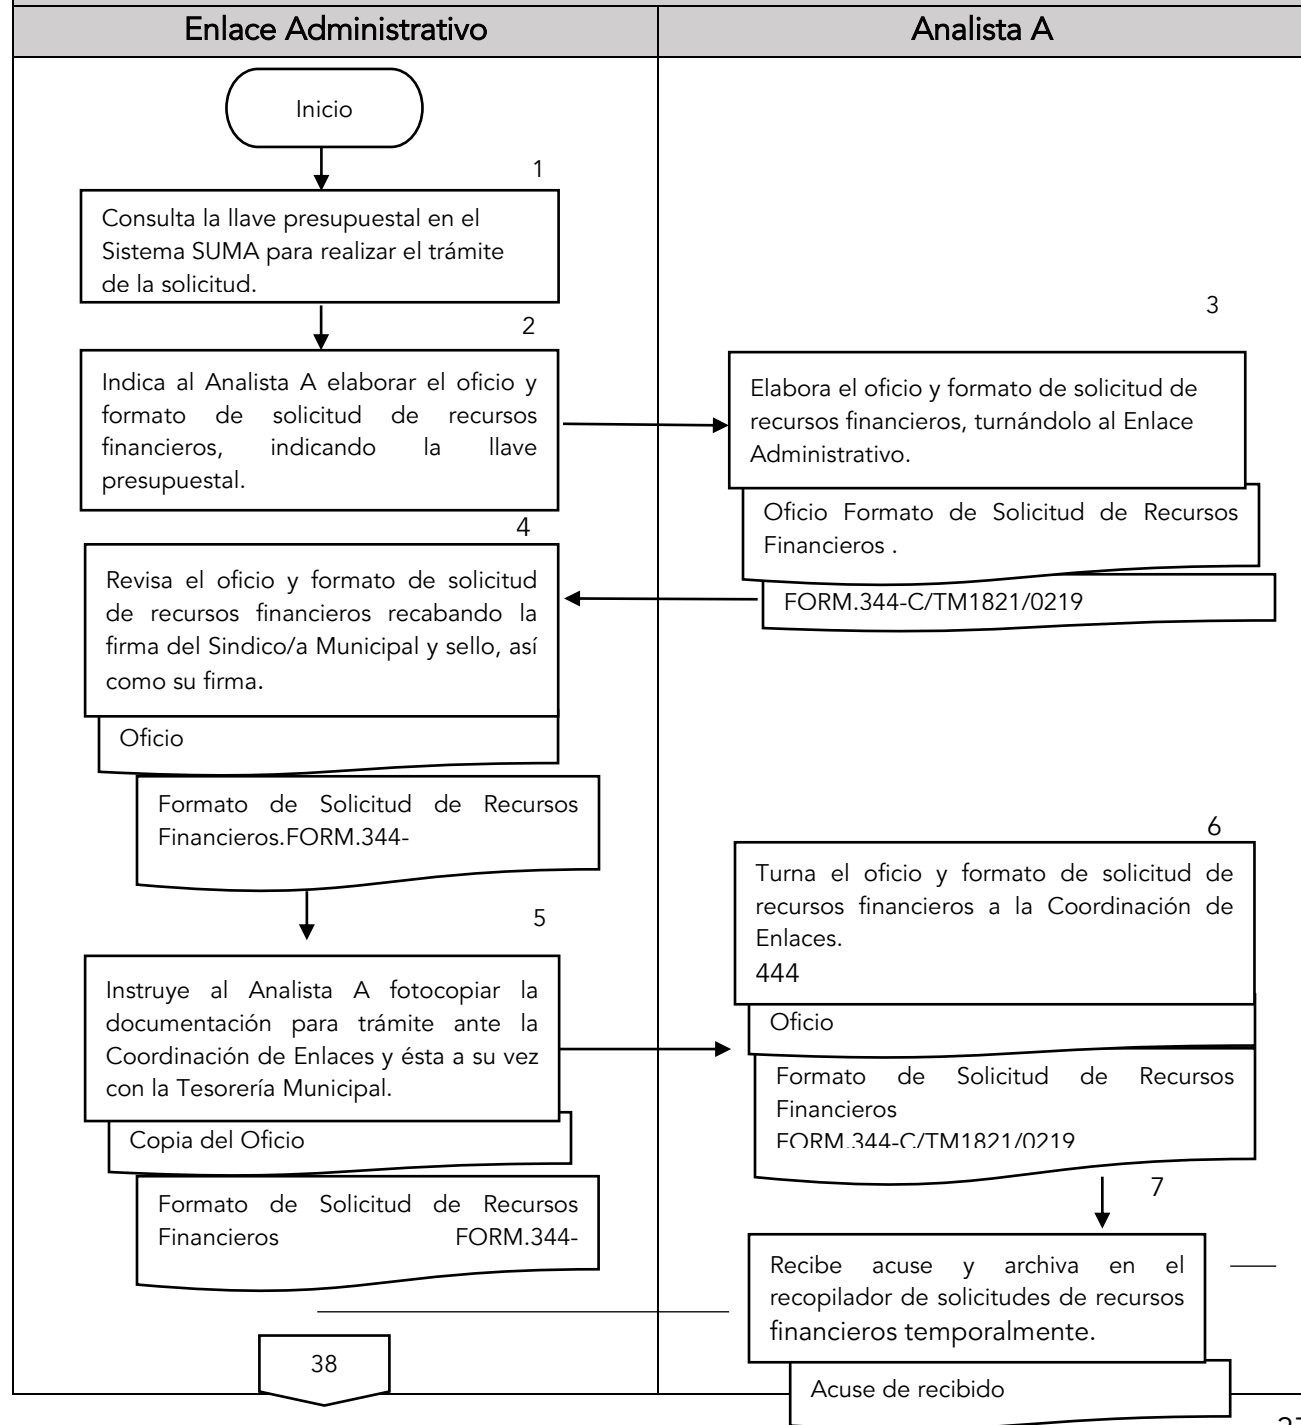 Enlace Administrativo
Analista A
Inicio
1
Consulta la llave presupuestal en el
Sistema SUMA para realizar el trámite
de la solicitud.
2
Indica al Analista A elaborar el oficio y
formato de solicitud de recursos
financieros, indicando la llave
presupuestal.
3
Elabora el oficio y formato de solicitud de
recursos financieros, turnándolo al Enlace
Administrativo.
Oficio Formato de Solicitud de Recursos
Financieros .
FORM.344-C/TM1821/0219
4
Revisa el oficio y formato de solicitud
de recursos financieros recabando la
firma del Sindico/a Municipal y sello, así
como su firma.
Oficio
Formato de Solicitud de Recursos
Financieros.FORM.344-
5
Instruye al Analista A fotocopiar la
documentación para trámite ante la
Coordinación de Enlaces y ésta a su vez
con la Tesorería Municipal.
Copia del Oficio
Formato de Solicitud de Recursos
Financieros FORM.344-
6
Turna el oficio y formato de solicitud de
recursos financieros a la Coordinación de
Enlaces.
444
Oficio
Formato de Solicitud de Recursos
Financieros
FORM.344-C/TM1821/0219
7
Recibe acuse y archiva en el
recopilador de solicitudes de recursos
financieros temporalmente.
Acuse de recibido
38